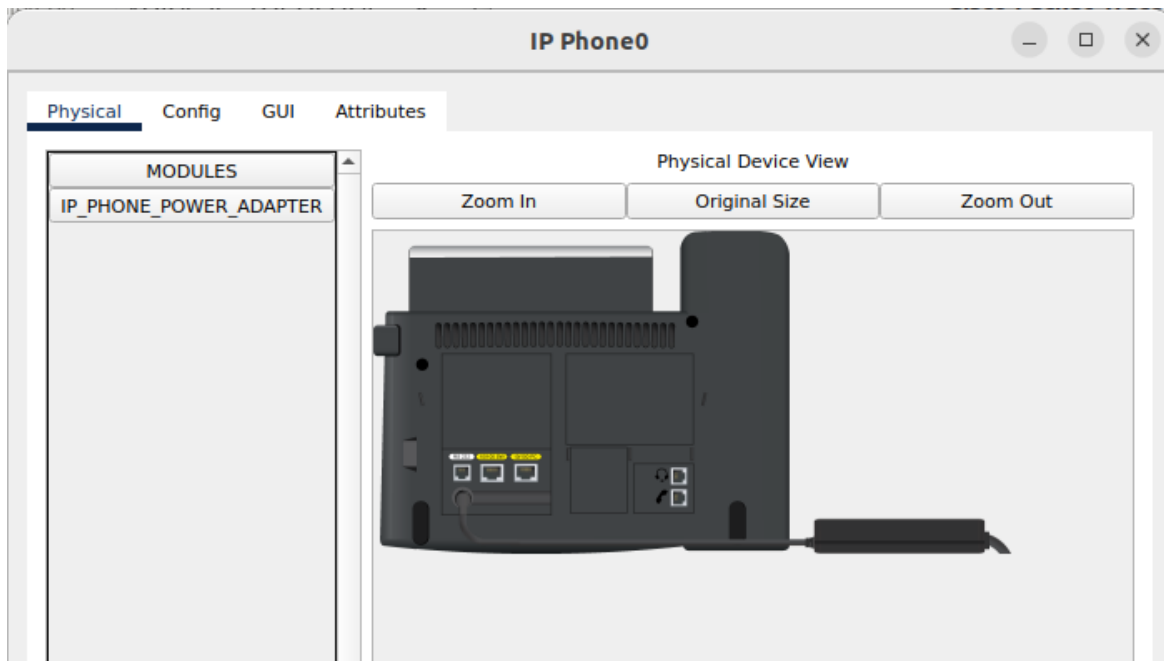 IP Phone0
Physical Config GUI Attributes
MODULES
IP_PHONE_POWER_ADAPTER
Physical Device View
Zoom In Original Size Zoom Out